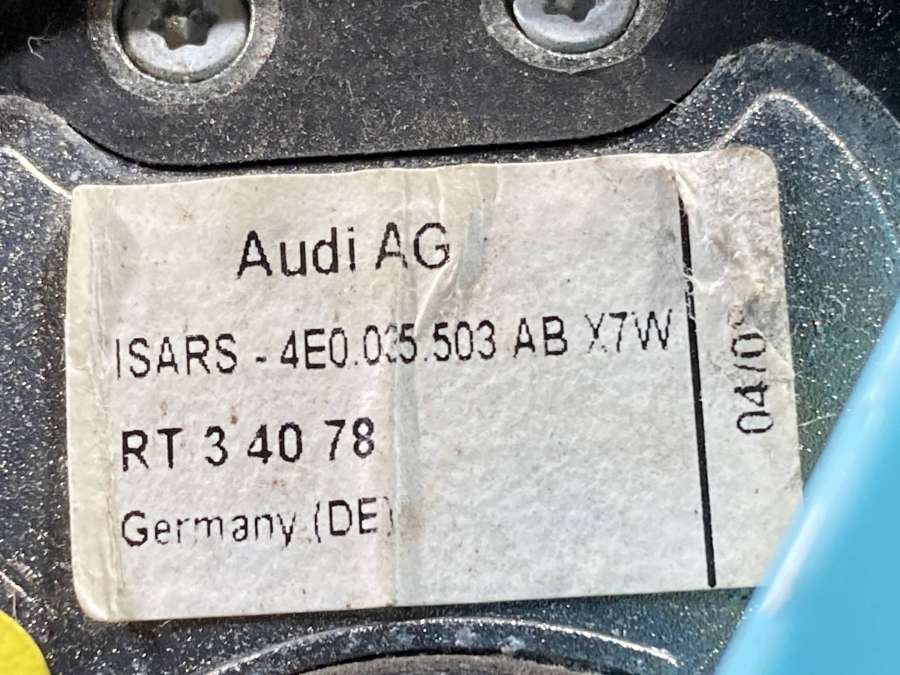 Audi AG
ISARS - 4E0.035.503 AB X7W
RT 3 40 78
Germany (DE)